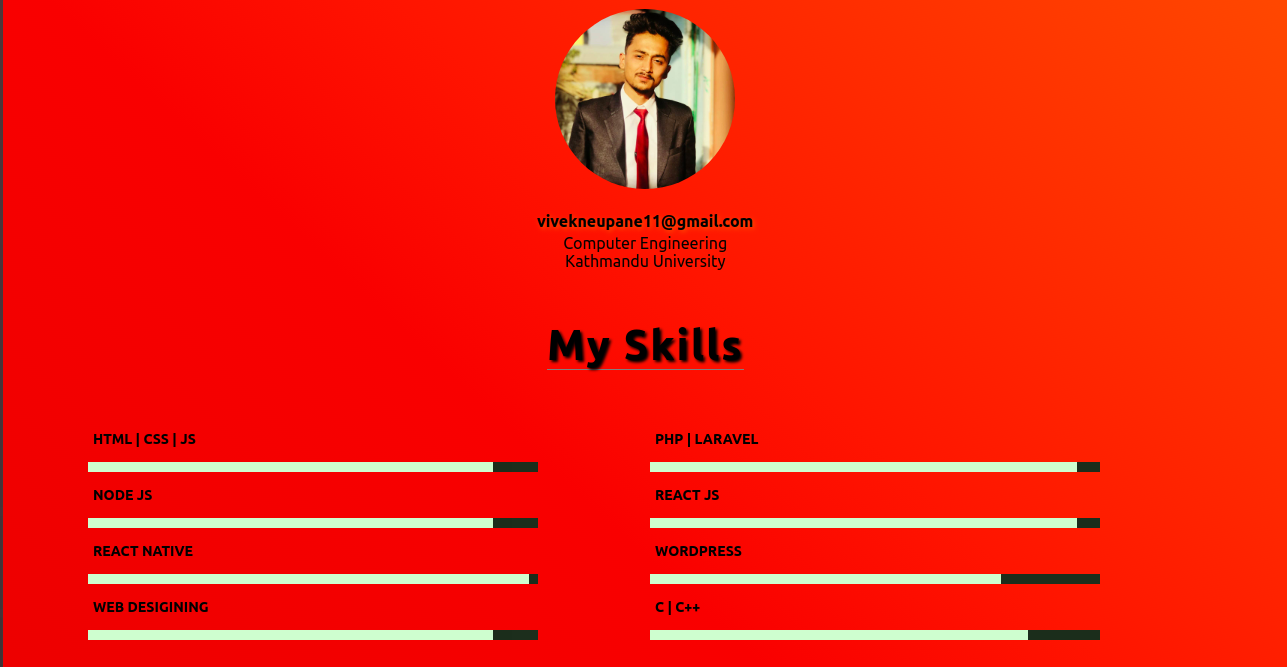 vivekneupane11@gmail.com
Computer Engineering
Kathmandu University
My Skills
HTML | CSS | JS
PHP | LARAVEL
NODE JS
REACT JS
REACT NATIVE
WORDPRESS
WEB DESIGINING
C | C++